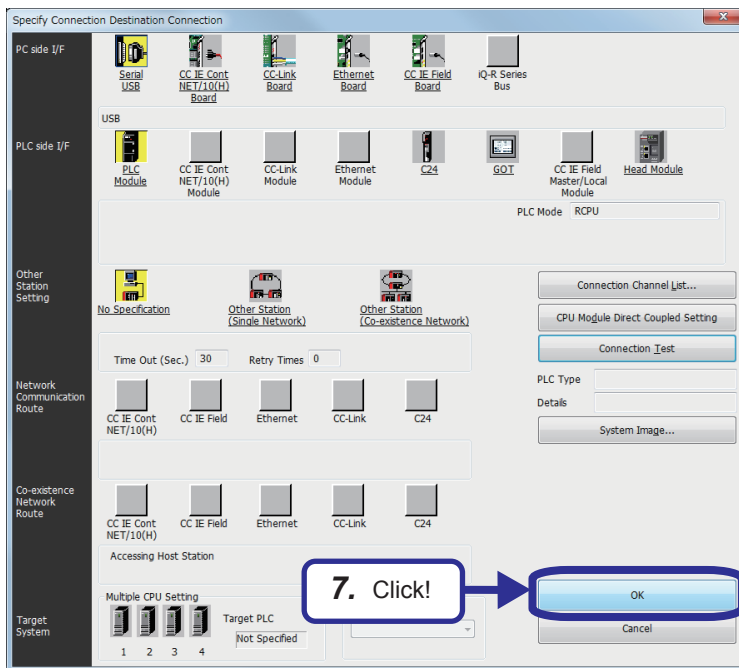 Specify Connection Destination Connection
PC side I/F
Serial
USB
CC IE Cont
NET/10(H)
Board
CC-Link
Board
Ethernet
Board
CC IE Field
Board
iQ-R Series
Bus
USB
PLC side I/F
PLC
Module
CC IE Cont
NET/10(H)
Module
CC-Link
Module
Ethernet
Module
C24
GOT
CC IE Field
Master/Local
Module
Head Module
PLC Mode RCPU
Other
Station
Setting
No Specification
Other Station
(Single Network)
Other Station
(Co-existence Network)
Connection Channel List...
CPU Module Direct Coupled Setting
Time Out (Sec.) 30 Retry Times 0
Connection Test
PLC Type
Details
System Image...
Network
Communication
Route
CC IE Cont
NET/10(H)
CC IE Field
Ethernet
CC-Link
C24
Co-existence
Network
Route
CC IE Cont
NET/10(H)
CC IE Field
Ethernet
CC-Link
C24
Accessing Host Station
7. Click!
OK
Cancel
Target
System
Multiple CPU Setting
1 2 3 4
Target PLC
Not Specified